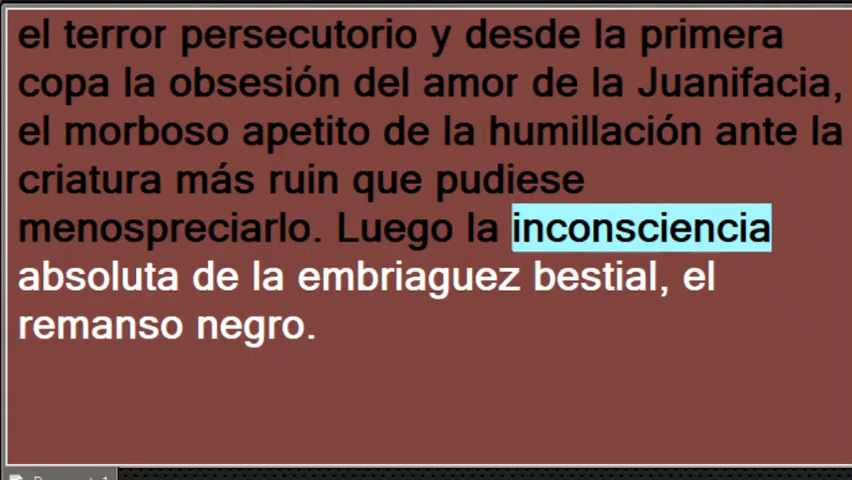 el terror persecutorio y desde la primera
copa la obsesión del amor de la Juanifacia,
el morboso apetito de la humillación ante la
criatura más ruin que pudiese
menospreciarlo. Luego la inconsciencia
absoluta de la embriaguez bestial, el
remanso negro.